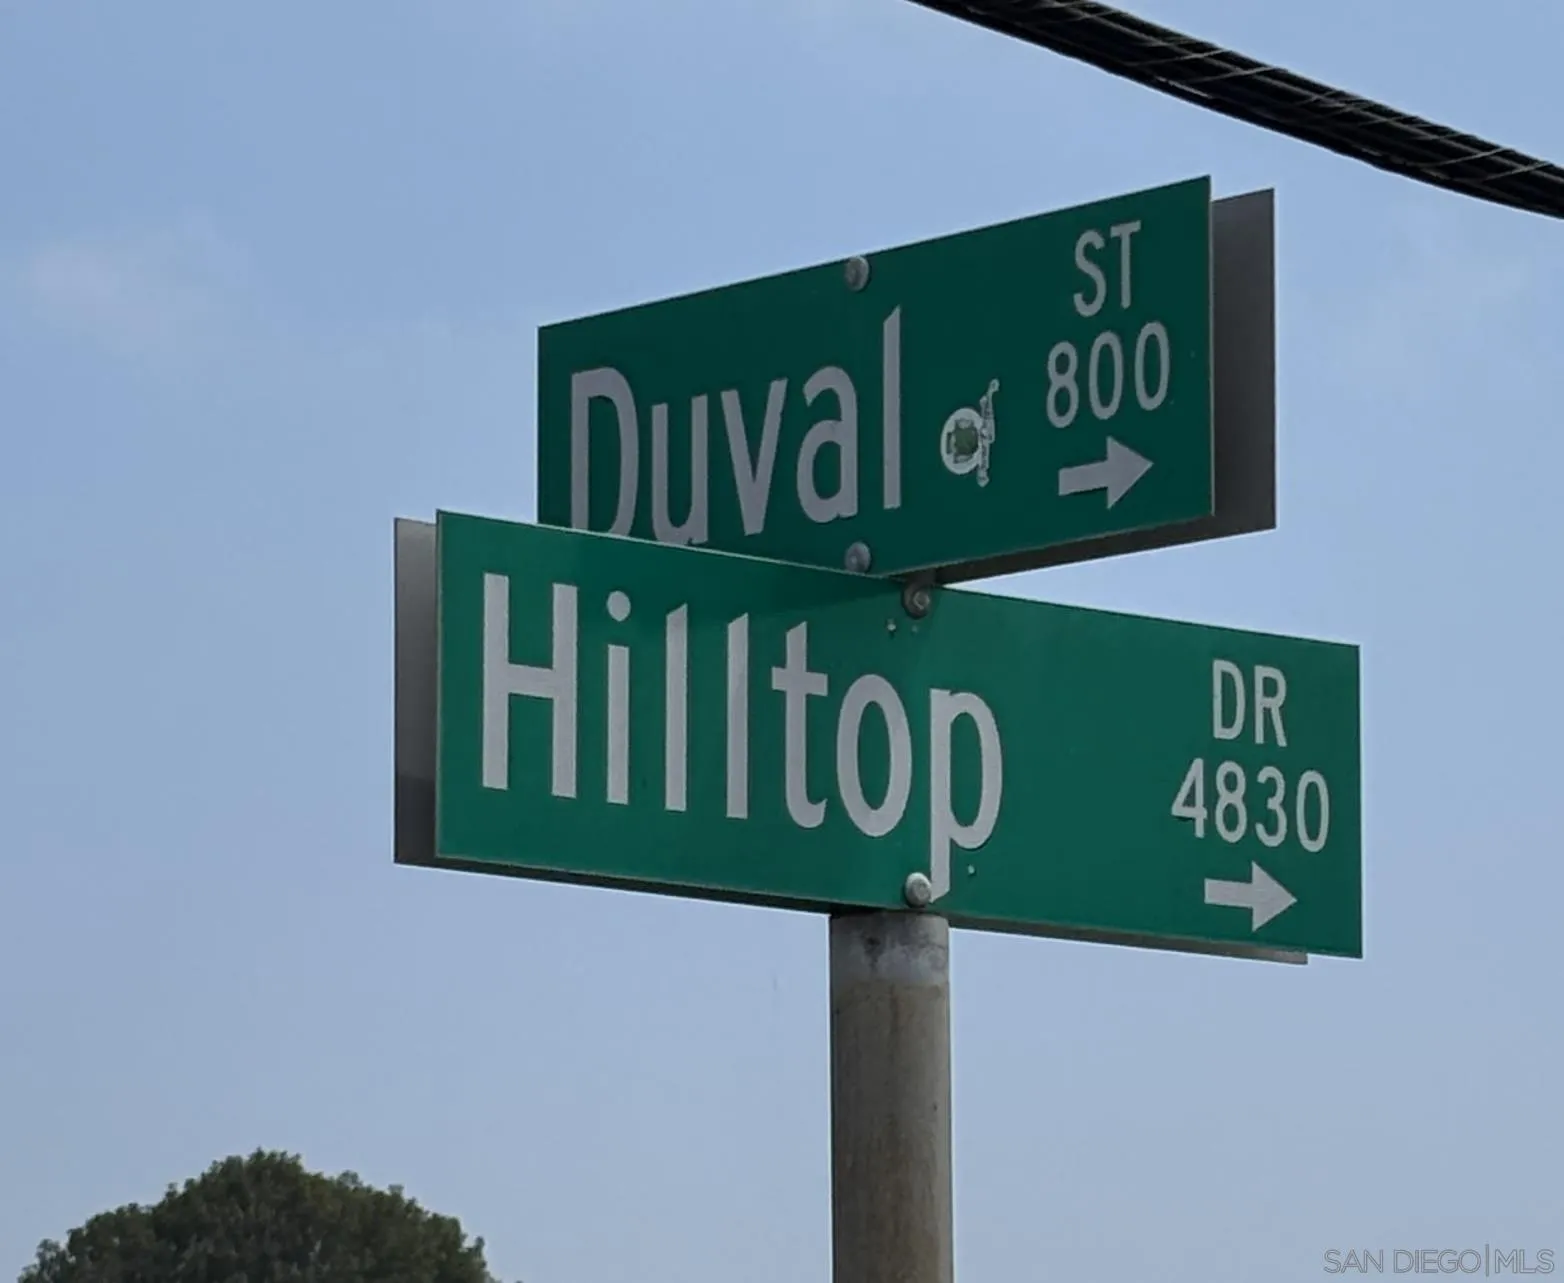 Duval ST
800
Hilltop DR
4830
SAN DIEGO|MLS